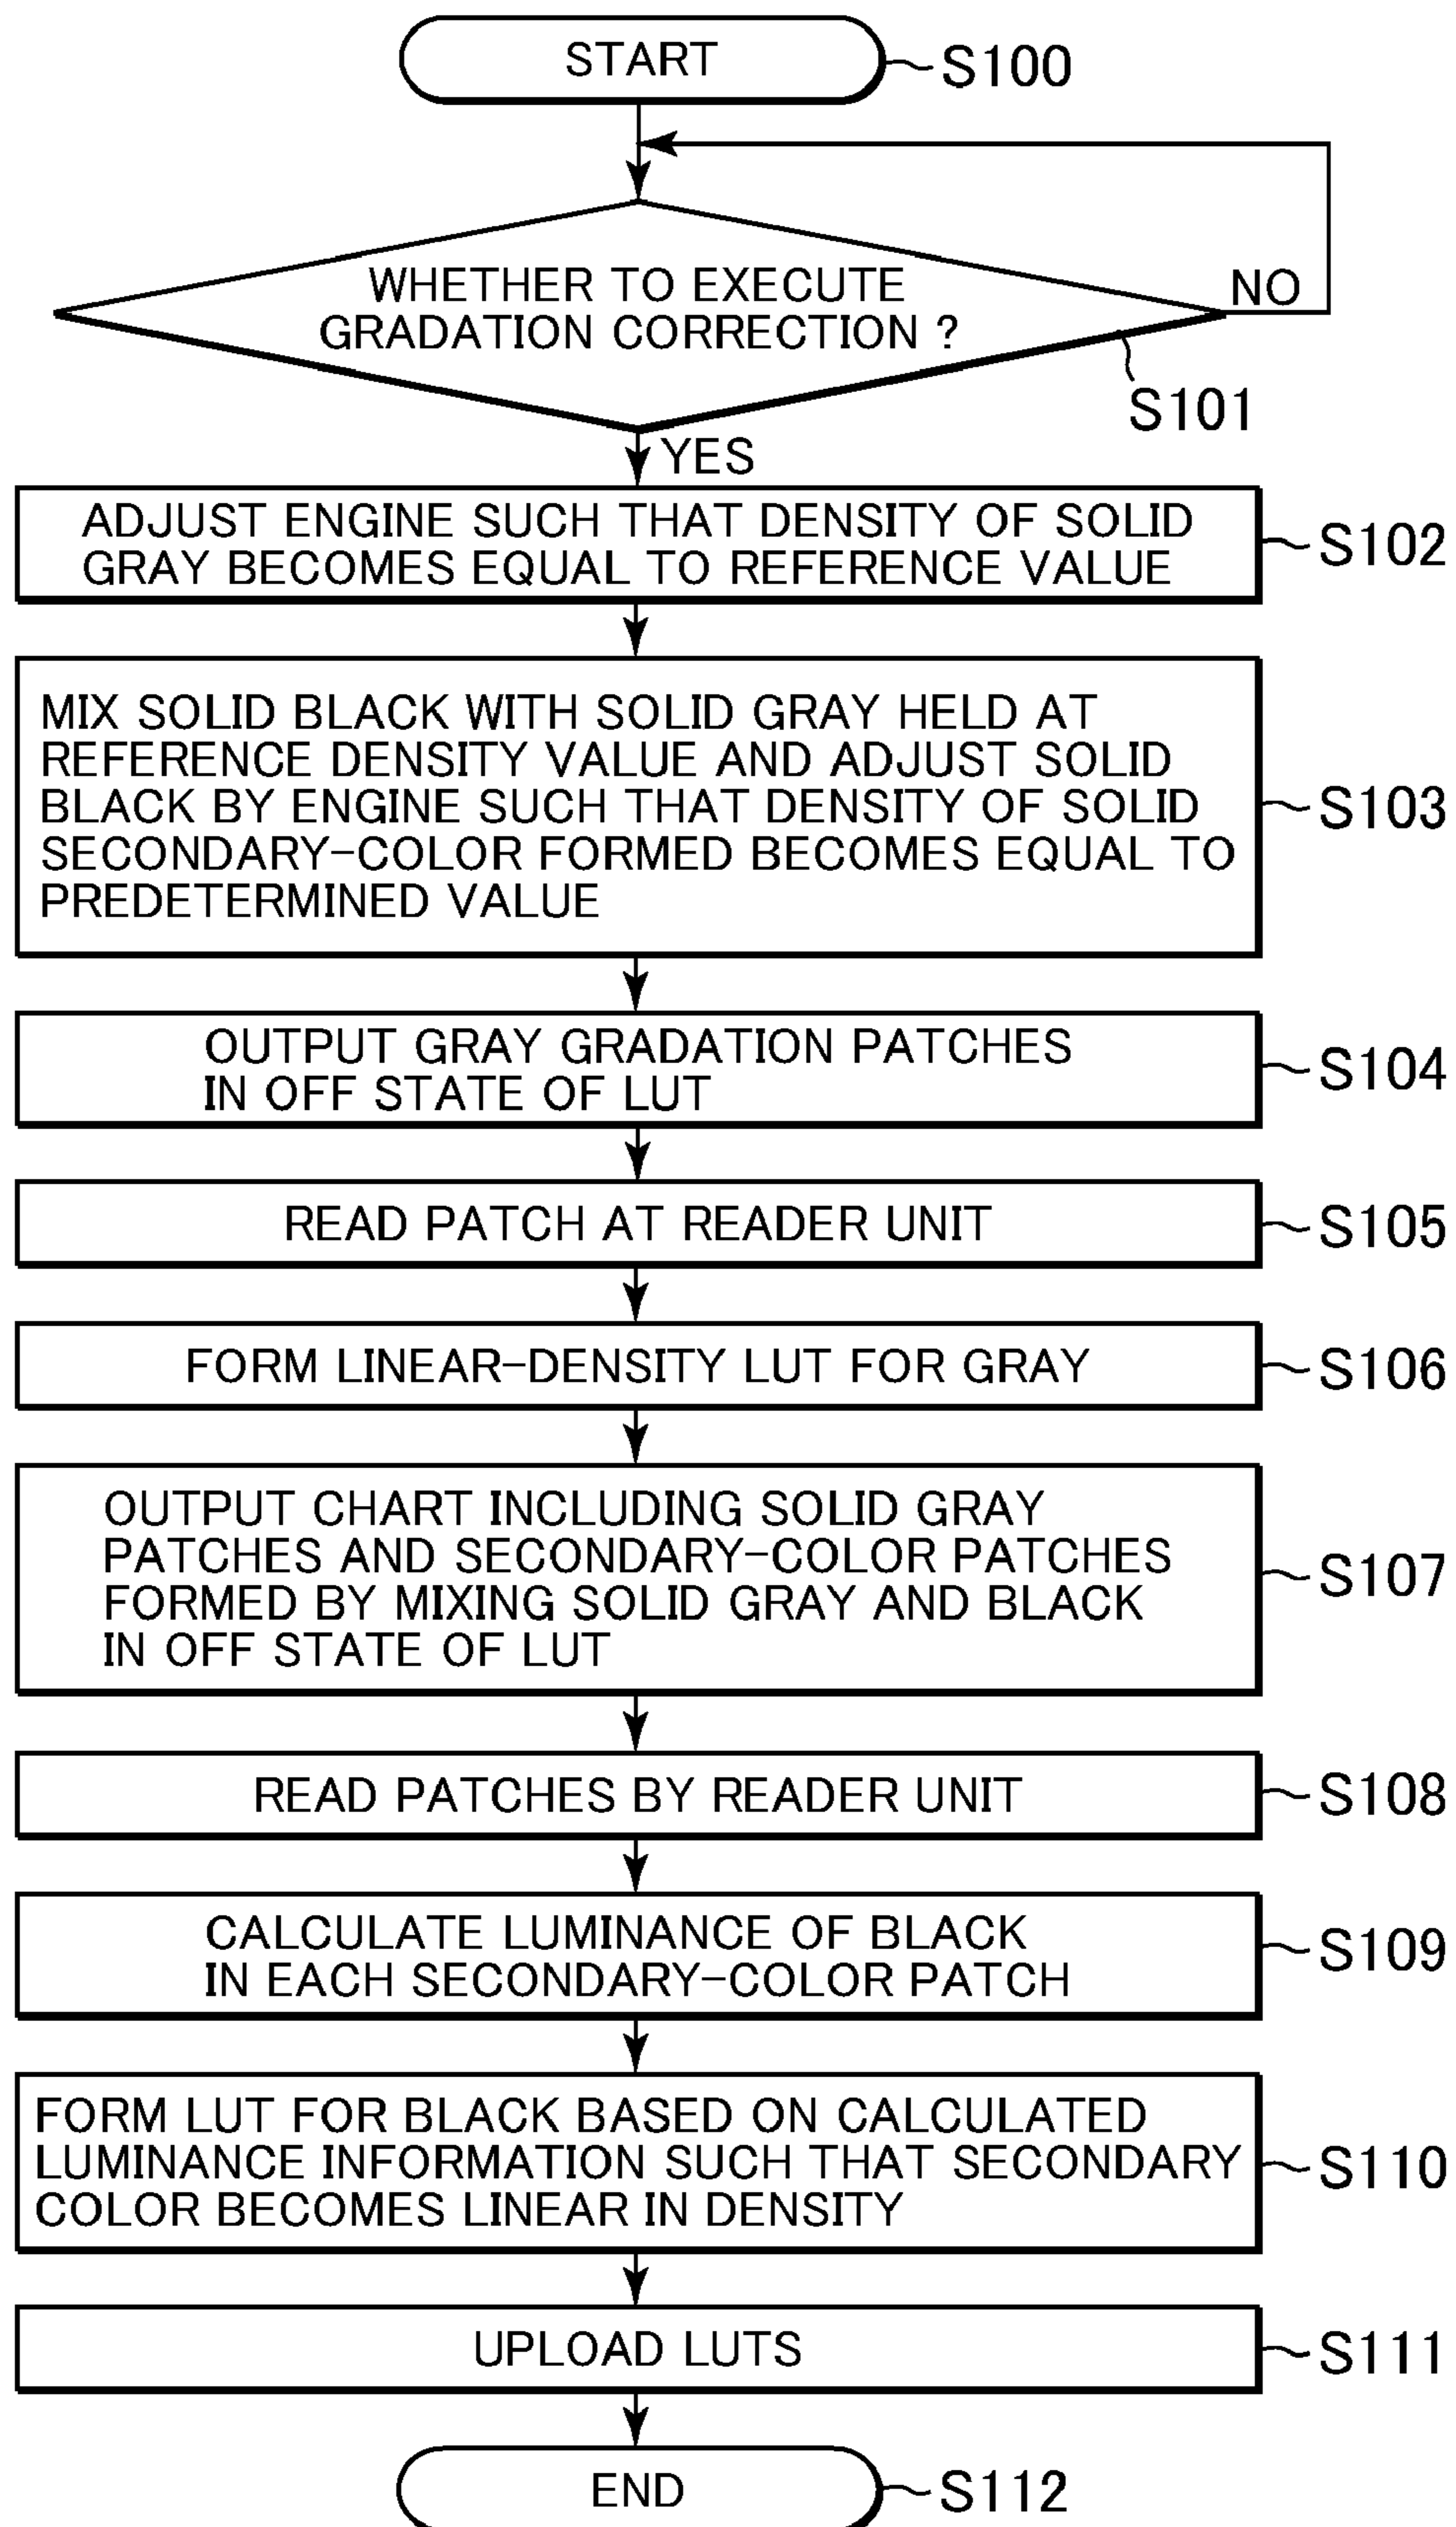 START
S100
WHETHER TO EXECUTE
GRADATION CORRECTION ?
NO
S101
YES
ADJUST ENGINE SUCH THAT DENSITY OF SOLID
GRAY BECOMES EQUAL TO REFERENCE VALUE
S102
MIX SOLID BLACK WITH SOLID GRAY HELD AT
REFERENCE DENSITY VALUE AND ADJUST SOLID
BLACK BY ENGINE SUCH THAT DENSITY OF SOLID
SECONDARY-COLOR FORMED BECOMES EQUAL TO
PREDETERMINED VALUE
S103
OUTPUT GRAY GRADATION PATCHES
IN OFF STATE OF LUT
S104
READ PATCH AT READER UNIT
S105
FORM LINEAR-DENSITY LUT FOR GRAY
S106
OUTPUT CHART INCLUDING SOLID GRAY
PATCHES AND SECONDARY-COLOR PATCHES
FORMED BY MIXING SOLID GRAY AND BLACK
IN OFF STATE OF LUT
S107
READ PATCHES BY READER UNIT
S108
CALCULATE LUMINANCE OF BLACK
IN EACH SECONDARY-COLOR PATCH
S109
FORM LUT FOR BLACK BASED ON CALCULATED
LUMINANCE INFORMATION SUCH THAT SECONDARY
COLOR BECOMES LINEAR IN DENSITY
S110
UPLOAD LUTS
S111
END
S112